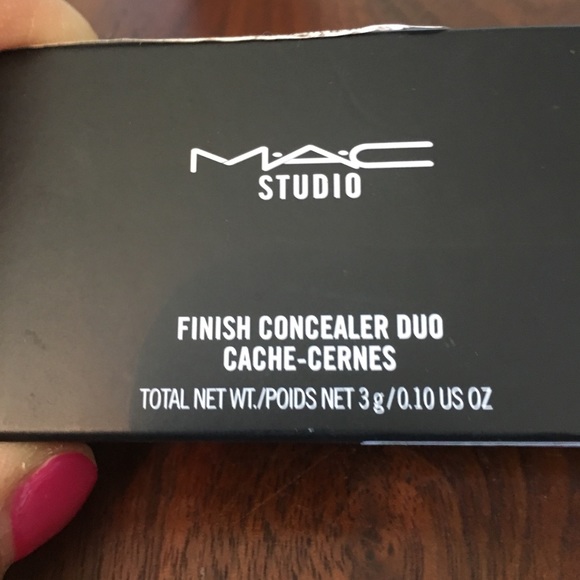 M·A·C
STUDIO
FINISH CONCEALER DUO
CACHE-CERNES
TOTAL NET WT./POIDS NET 3 g/0.10 US OZ